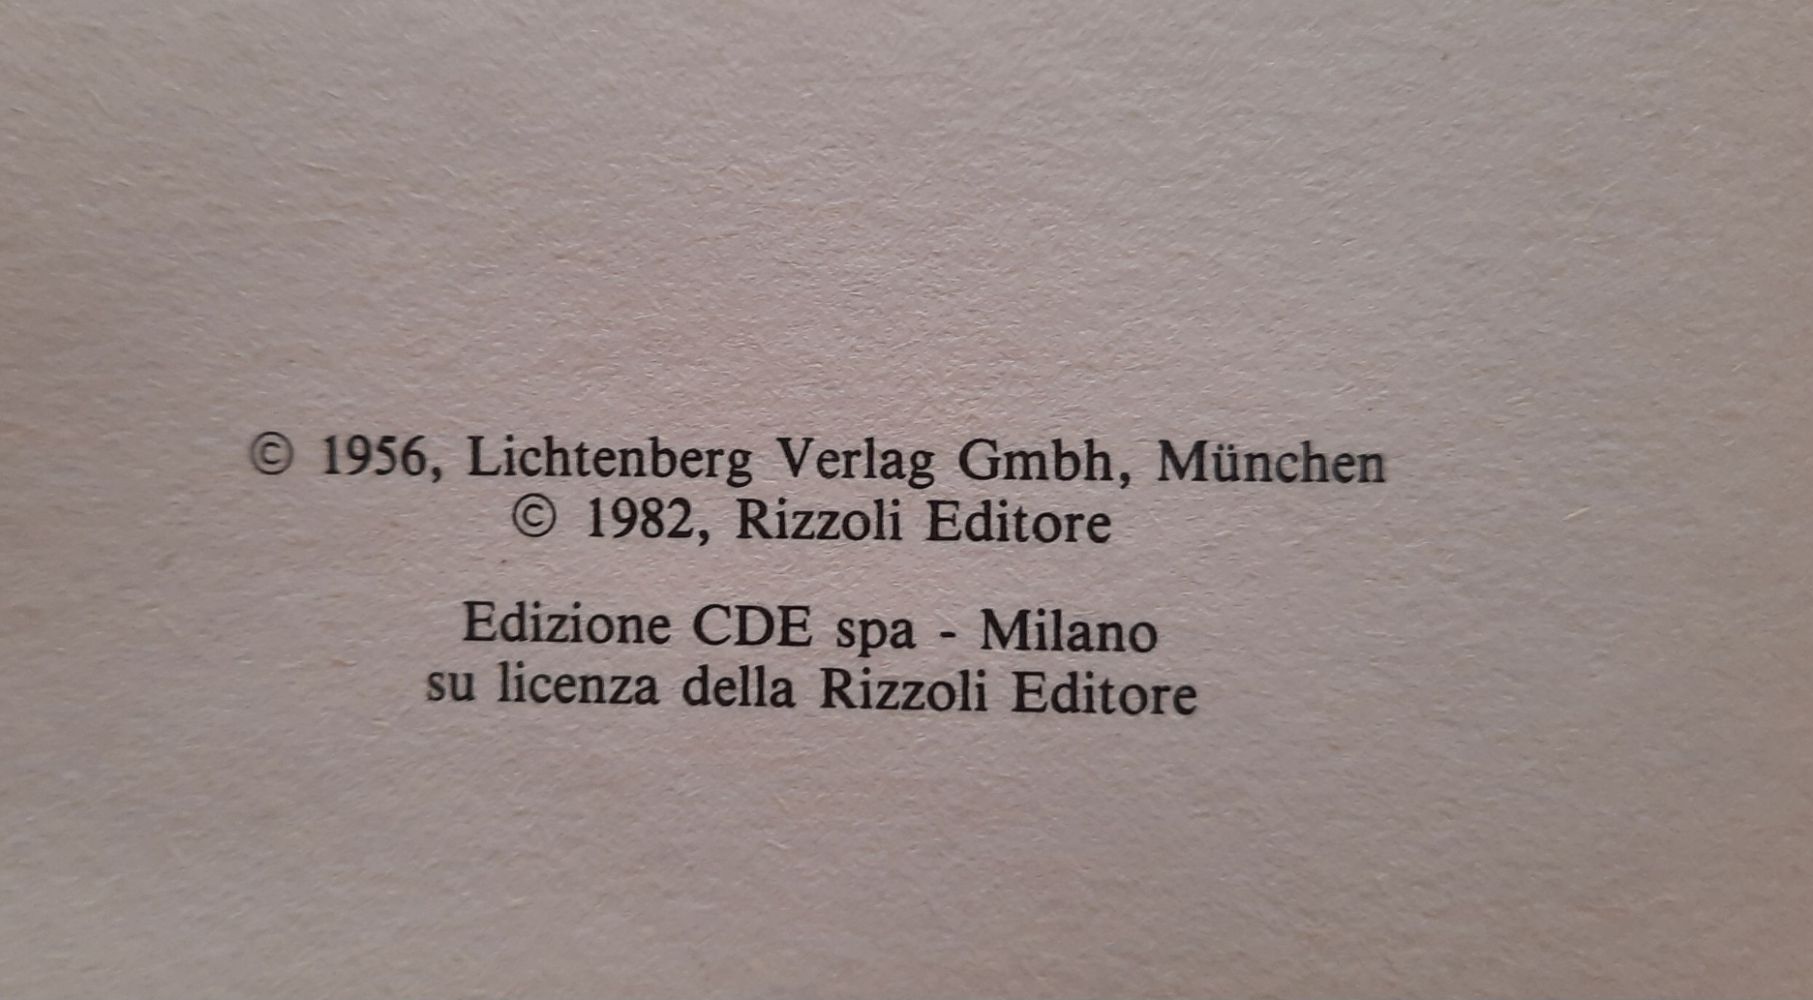 © 1956, Lichtenberg Verlag Gmbh, München
© 1982, Rizzoli Editore
Edizione CDE spa - Milano
su licenza della Rizzoli Editore